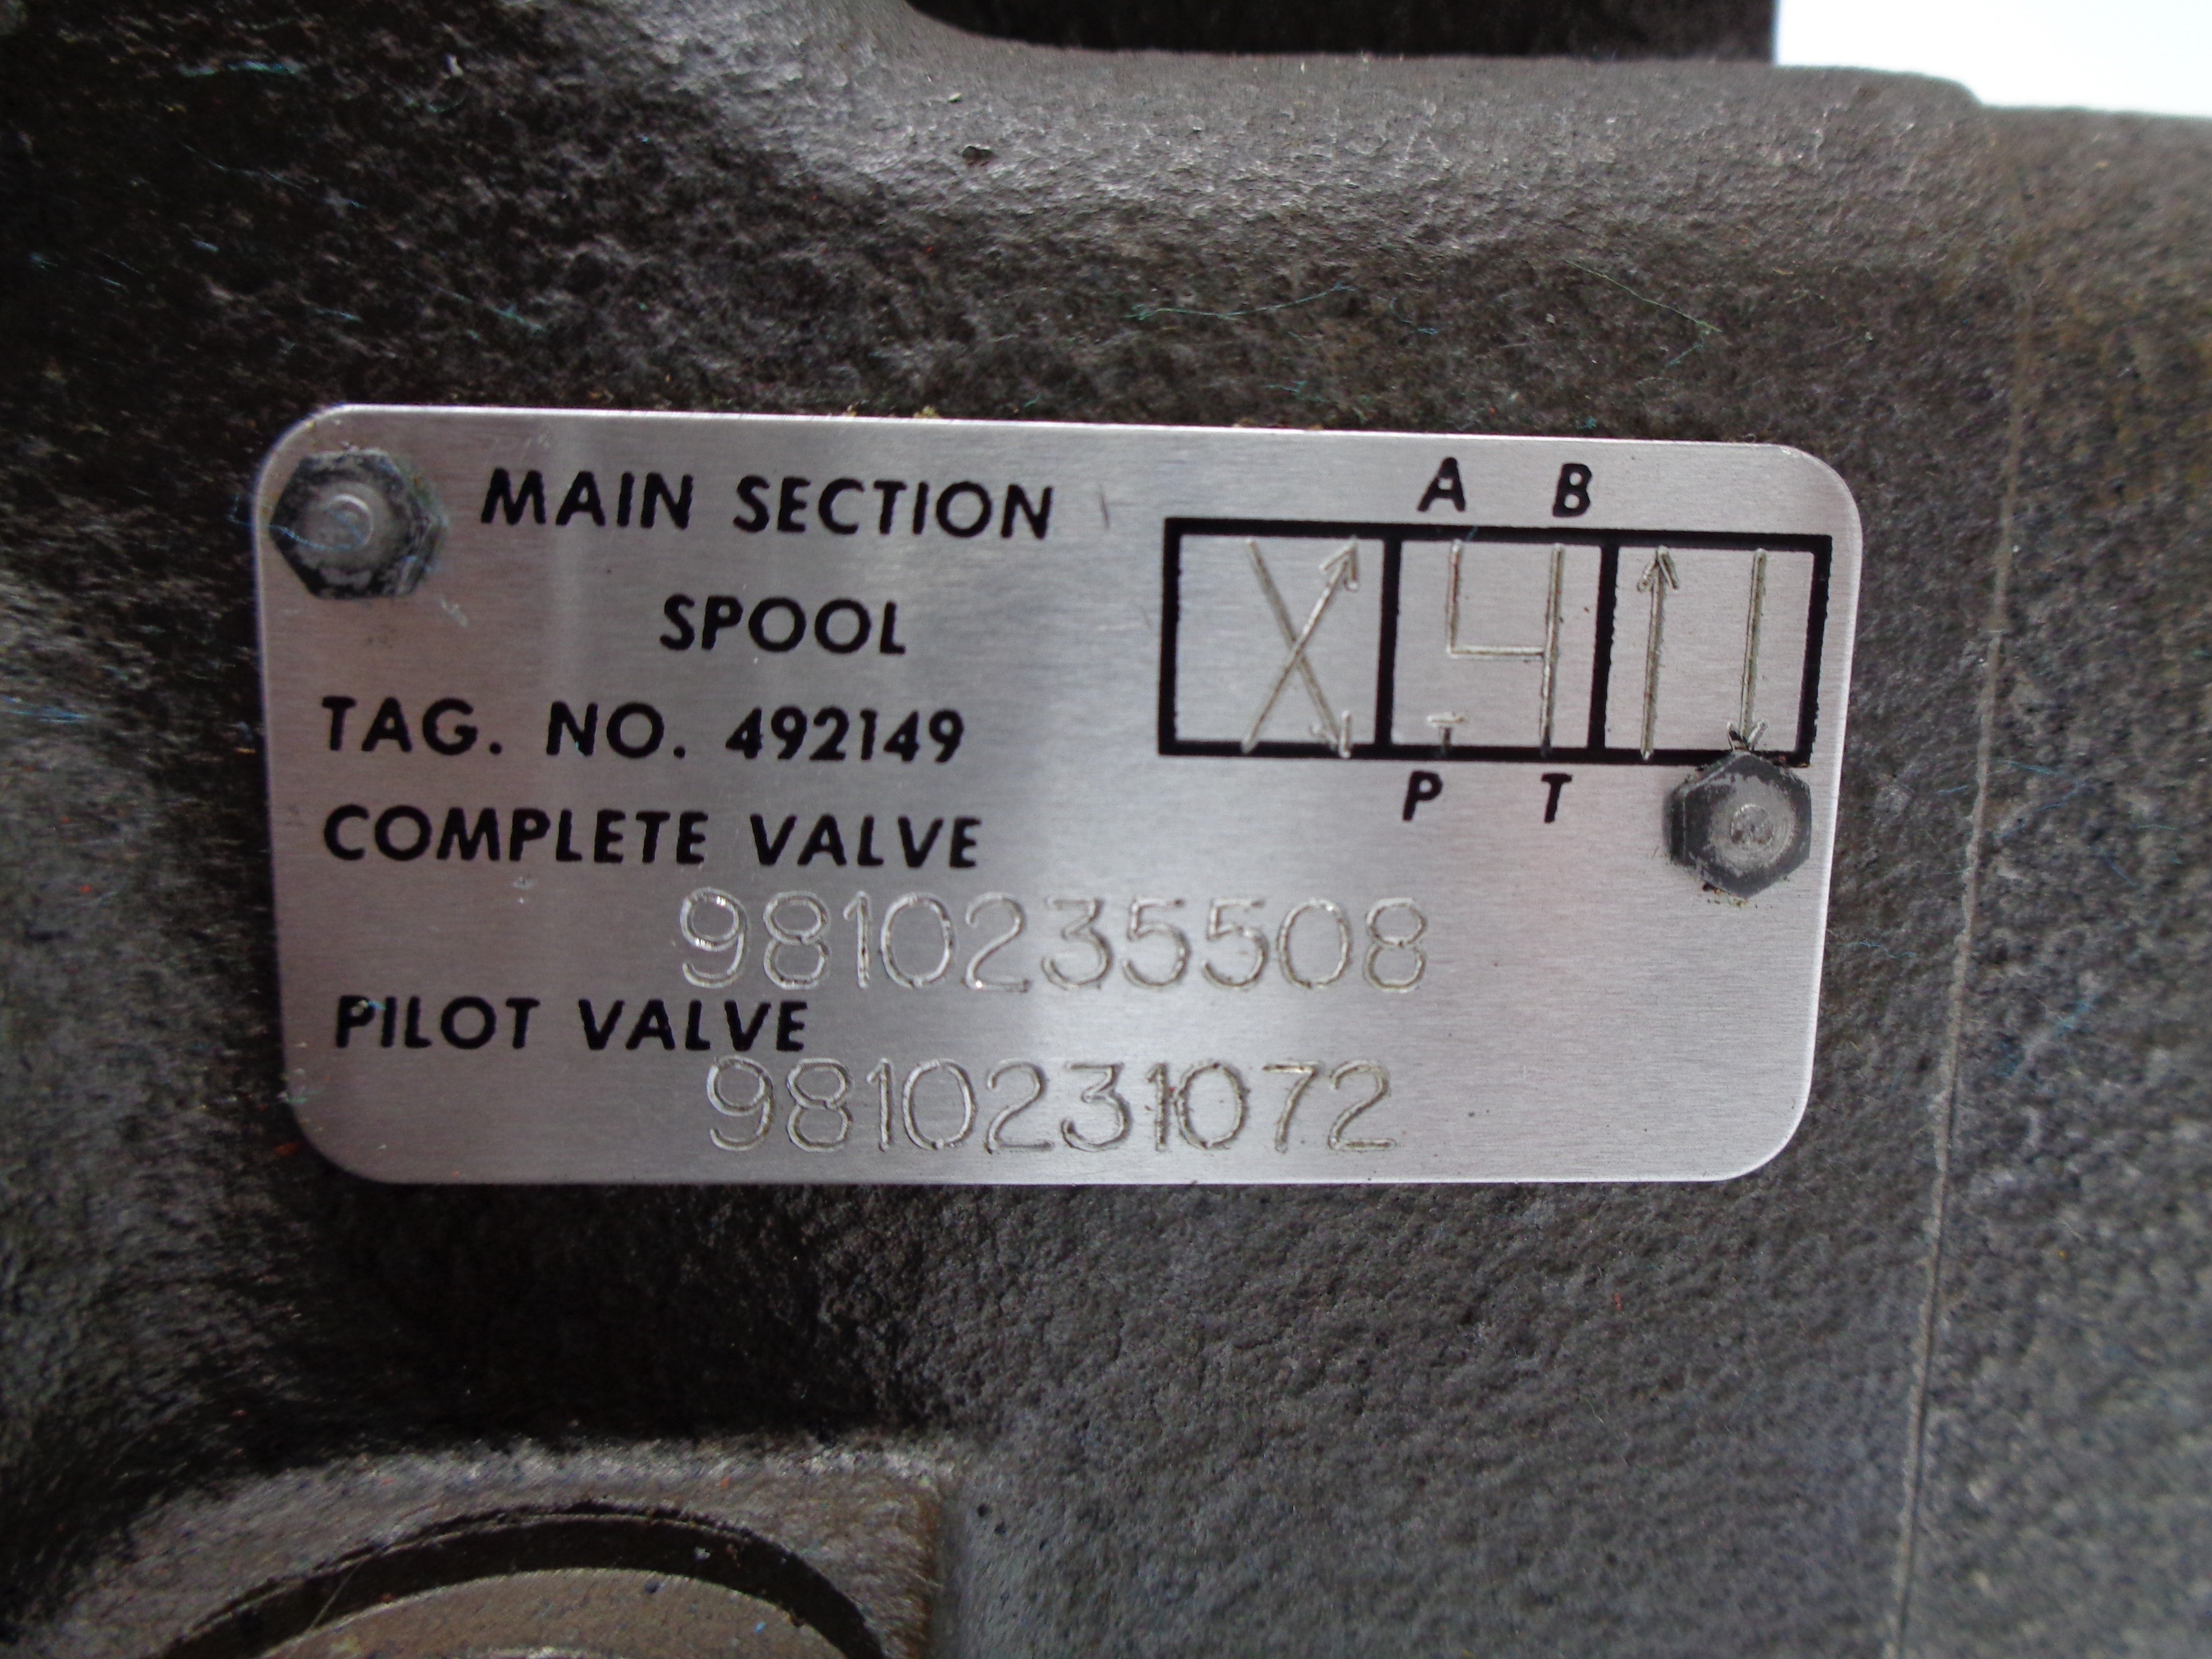 MAIN SECTION
SPOOL
A B
P T
TAG. NO. 492149
COMPLETE VALVE
9810235508
PILOT VALVE
9810231072